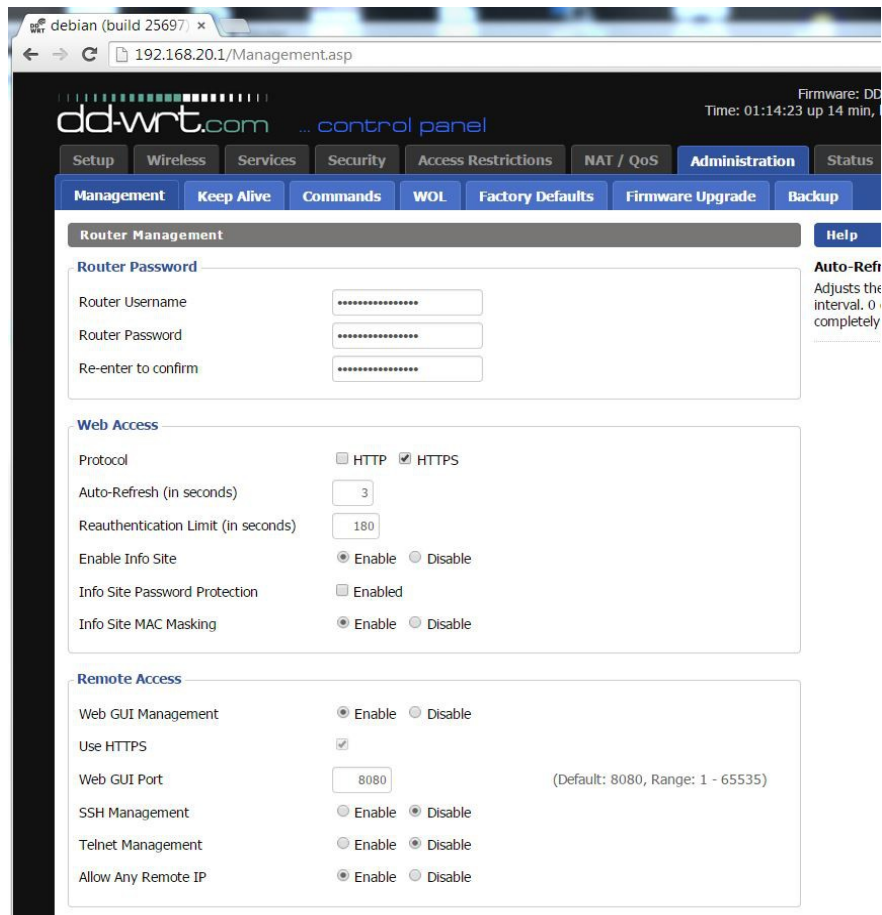 debian (build 25697)
192.168.20.1/Management.asp
dd-wrt.com ... control panel
Firmware: DD
Time: 01:14:23 up 14 min,
Setup Wireless Services Security Access Restrictions NAT / QoS Administration Status
Management Keep Alive Commands WOL Factory Defaults Firmware Upgrade Backup
Router Management
Help
Router Password
Auto-Refr
Router Username ••••••••••••••••
Adjusts the
interval. 0
completely
Router Password ••••••••••••••••
Re-enter to confirm ••••••••••••••••
Web Access
Protocol HTTP HTTPS
Auto-Refresh (in seconds) 3
Reauthentication Limit (in seconds) 180
Enable Info Site Enable Disable
Info Site Password Protection Enabled
Info Site MAC Masking Enable Disable
Remote Access
Web GUI Management Enable Disable
Use HTTPS
Web GUI Port 8080 (Default: 8080, Range: 1 - 65535)
SSH Management Enable Disable
Telnet Management Enable Disable
Allow Any Remote IP Enable Disable